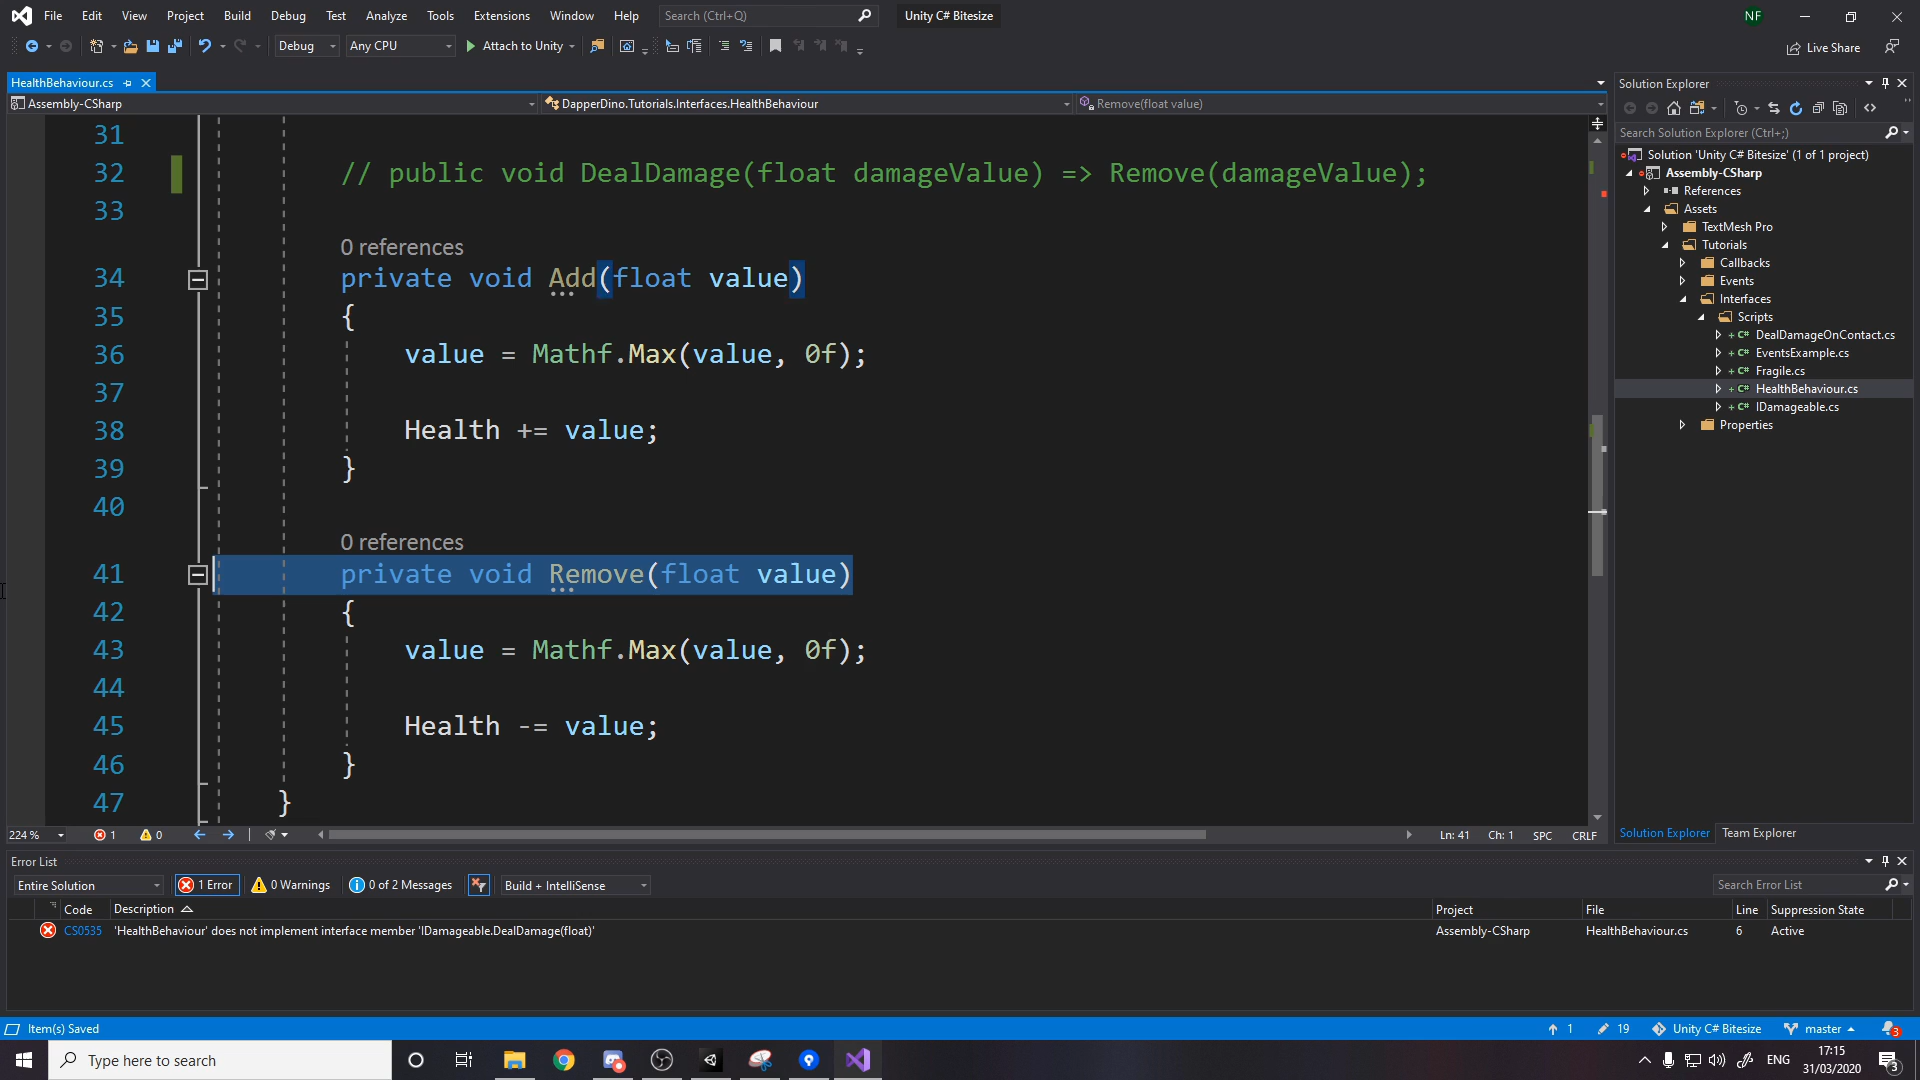 File Edit View Project Build Debug Test Analyze Tools Extensions Window Help Search (Ctrl+Q) Unity C# Bitesize NF
Debug Any CPU Attach to Unity Live Share
HealthBehaviour.cs
Assembly-CSharp DapperDino.Tutorials.Interfaces.HealthBehaviour Remove(float value)
31
32 // public void DealDamage(float damageValue) => Remove(damageValue);
33
0 references
34 private void Add(float value)
35 {
36 value = Mathf.Max(value, 0f);
37
38 Health += value;
39 }
40
0 references
41 private void Remove(float value)
42 {
43 value = Mathf.Max(value, 0f);
44
45 Health -= value;
46 }
47 }
224 % 1 0 Ln: 41 Ch: 1 SPC CRLF
Solution Explorer
Search Solution Explorer (Ctrl+;)
Solution 'Unity C# Bitesize' (1 of 1 project)
Assembly-CSharp
References
Assets
TextMesh Pro
Tutorials
Callbacks
Events
Interfaces
Scripts
C# DealDamageOnContact.cs
C# EventsExample.cs
C# Fragile.cs
C# HealthBehaviour.cs
C# IDamageable.cs
Properties
Solution Explorer Team Explorer
Error List
Entire Solution 1 Error 0 Warnings 0 of 2 Messages Build + IntelliSense Search Error List
Code Description Project File Line Suppression State
CS0535 'HealthBehaviour' does not implement interface member 'IDamageable.DealDamage(float)' Assembly-CSharp HealthBehaviour.cs 6 Active
Item(s) Saved 1 19 Unity C# Bitesize master 3
Type here to search ENG 17:15 3
31/03/2020